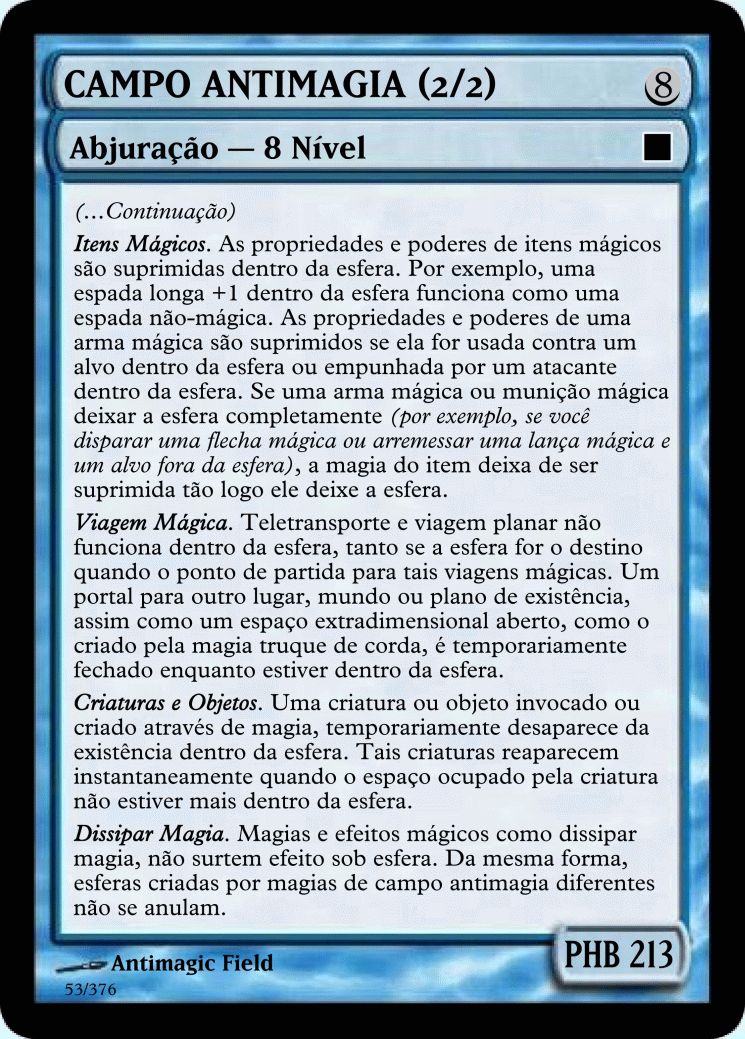 CAMPO ANTIMAGIA (2/2)
8
Abjuração — 8 Nível
(...Continuação)
Itens Mágicos. As propriedades e poderes de itens mágicos
são suprimidas dentro da esfera. Por exemplo, uma
espada longa +1 dentro da esfera funciona como uma
espada não-mágica. As propriedades e poderes de uma
arma mágica são suprimidos se ela for usada contra um
alvo dentro da esfera ou empunhada por um atacante
dentro da esfera. Se uma arma mágica ou munição mágica
deixar a esfera completamente (por exemplo, se você
disparar uma flecha mágica ou arremessar uma lança mágica e
um alvo fora da esfera), a magia do item deixa de ser
suprimida tão logo ele deixe a esfera.
Viagem Mágica. Teletransporte e viagem planar não
funciona dentro da esfera, tanto se a esfera for o destino
quando o ponto de partida para tais viagens mágicas. Um
portal para outro lugar, mundo ou plano de existência,
assim como um espaço extradimensional aberto, como o
criado pela magia truque de corda, é temporariamente
fechado enquanto estiver dentro da esfera.
Criaturas e Objetos. Uma criatura ou objeto invocado ou
criado através de magia, temporariamente desaparece da
existência dentro da esfera. Tais criaturas reaparecem
instantaneamente quando o espaço ocupado pela criatura
não estiver mais dentro da esfera.
Dissipar Magia. Magias e efeitos mágicos como dissipar
magia, não surtem efeito sob esfera. Da mesma forma,
esferas criadas por magias de campo antimagia diferentes
não se anulam.
PHB 213
Antimagic Field
53/376